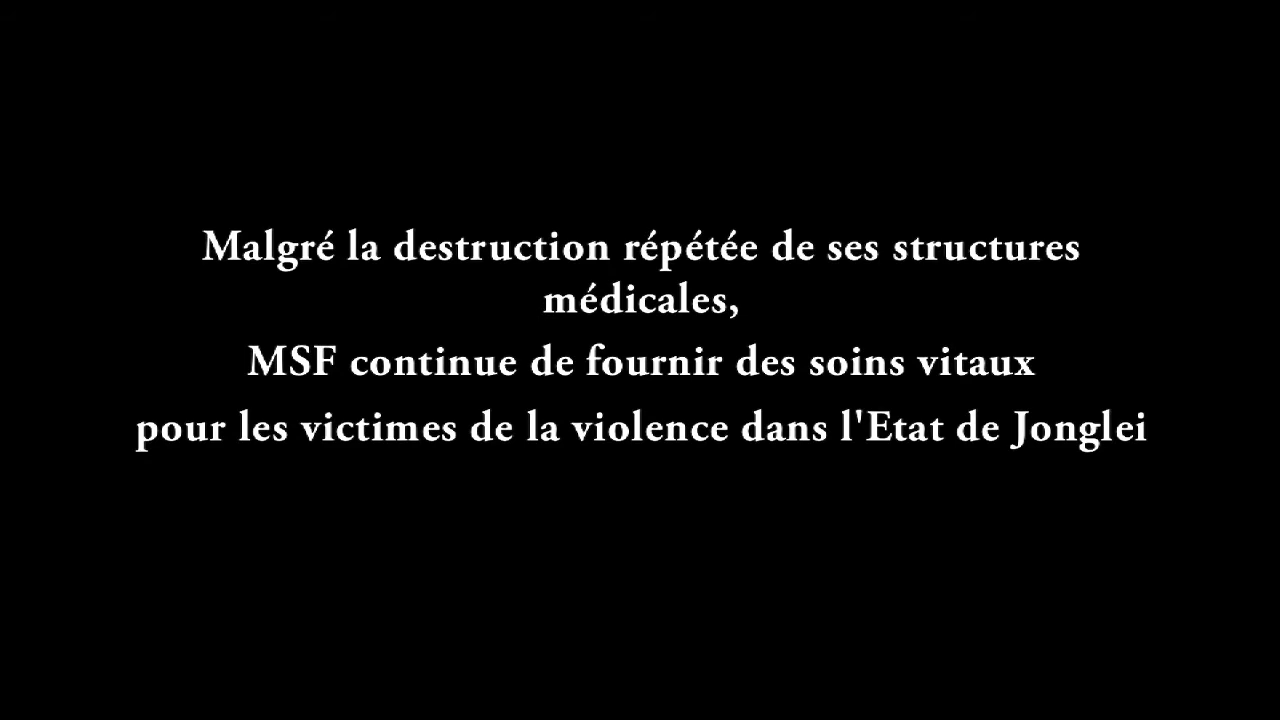 Malgré la destruction répétée de ses structures
médicales,
MSF continue de fournir des soins vitaux
pour les victimes de la violence dans l'Etat de Jonglei